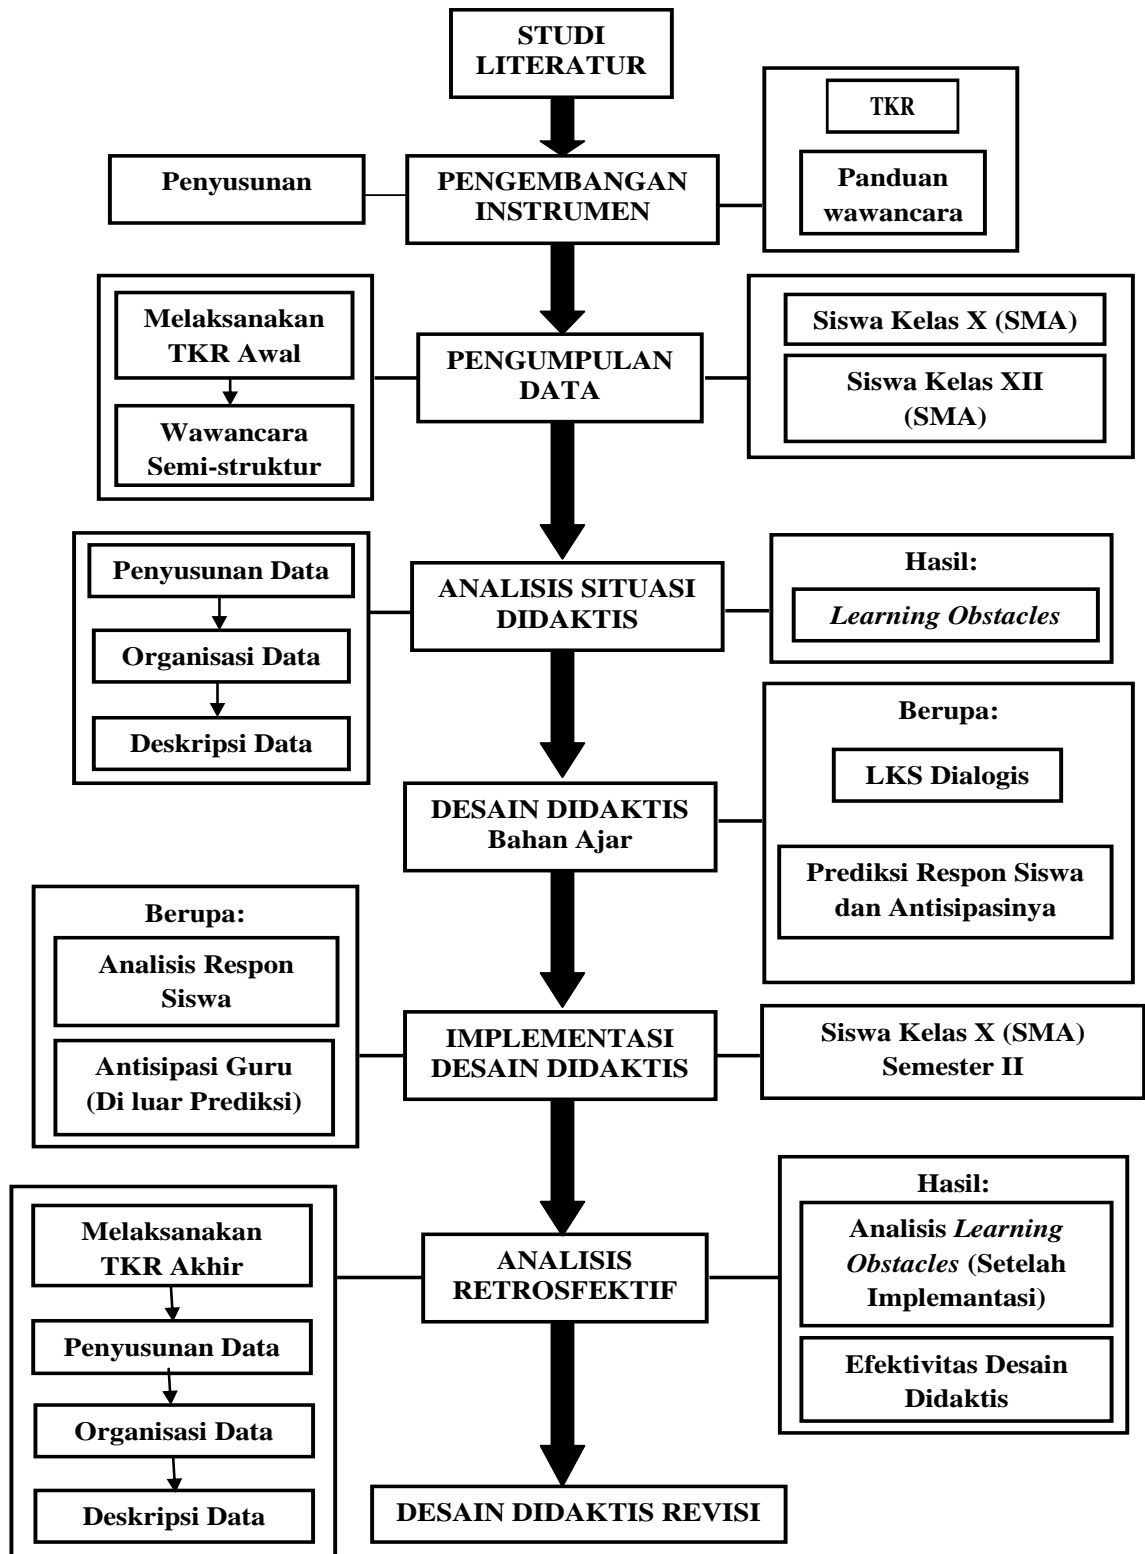 STUDI
LITERATUR
TKR
Panduan
wawancara
Penyusunan
PENGEMBANGAN
INSTRUMEN
Melaksanakan
TKR Awal
Wawancara
Semi-struktur
PENGUMPULAN
DATA
Siswa Kelas X (SMA)
Siswa Kelas XII
(SMA)
Penyusunan Data
Organisasi Data
Deskripsi Data
ANALISIS SITUASI
DIDAKTIS
Hasil:
Learning Obstacles
Berupa:
LKS Dialogis
Prediksi Respon Siswa
dan Antisipasinya
DESAIN DIDAKTIS
Bahan Ajar
Berupa:
Analisis Respon
Siswa
Antisipasi Guru
(Di luar Prediksi)
IMPLEMENTASI
DESAIN DIDAKTIS
Siswa Kelas X (SMA)
Semester II
Melaksanakan
TKR Akhir
Penyusunan Data
Organisasi Data
Deskripsi Data
ANALISIS
RETROSFEKTIF
Hasil:
Analisis Learning
Obstacles (Setelah
Implemantasi)
Efektivitas Desain
Didaktis
DESAIN DIDAKTIS REVISI